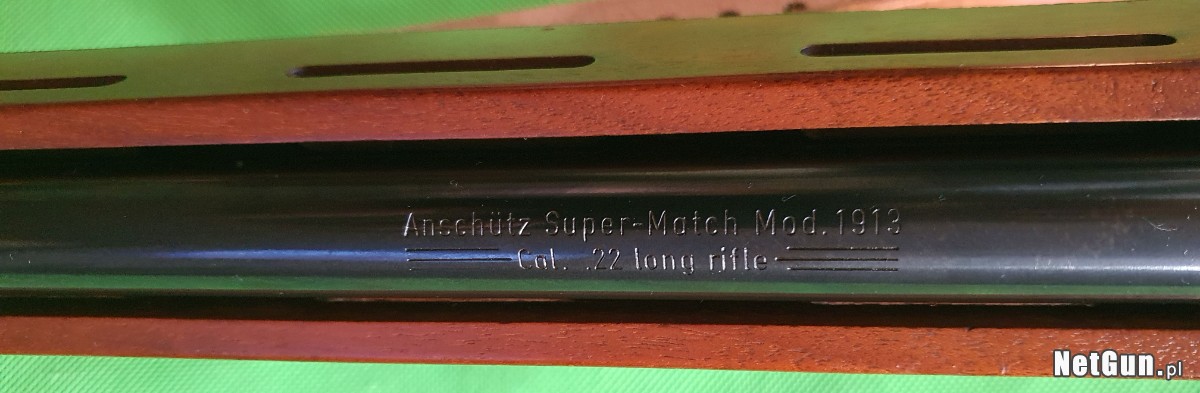 Anschütz Super-Match Mod. 1913
Cal. .22 long rifle
NetGun.pl